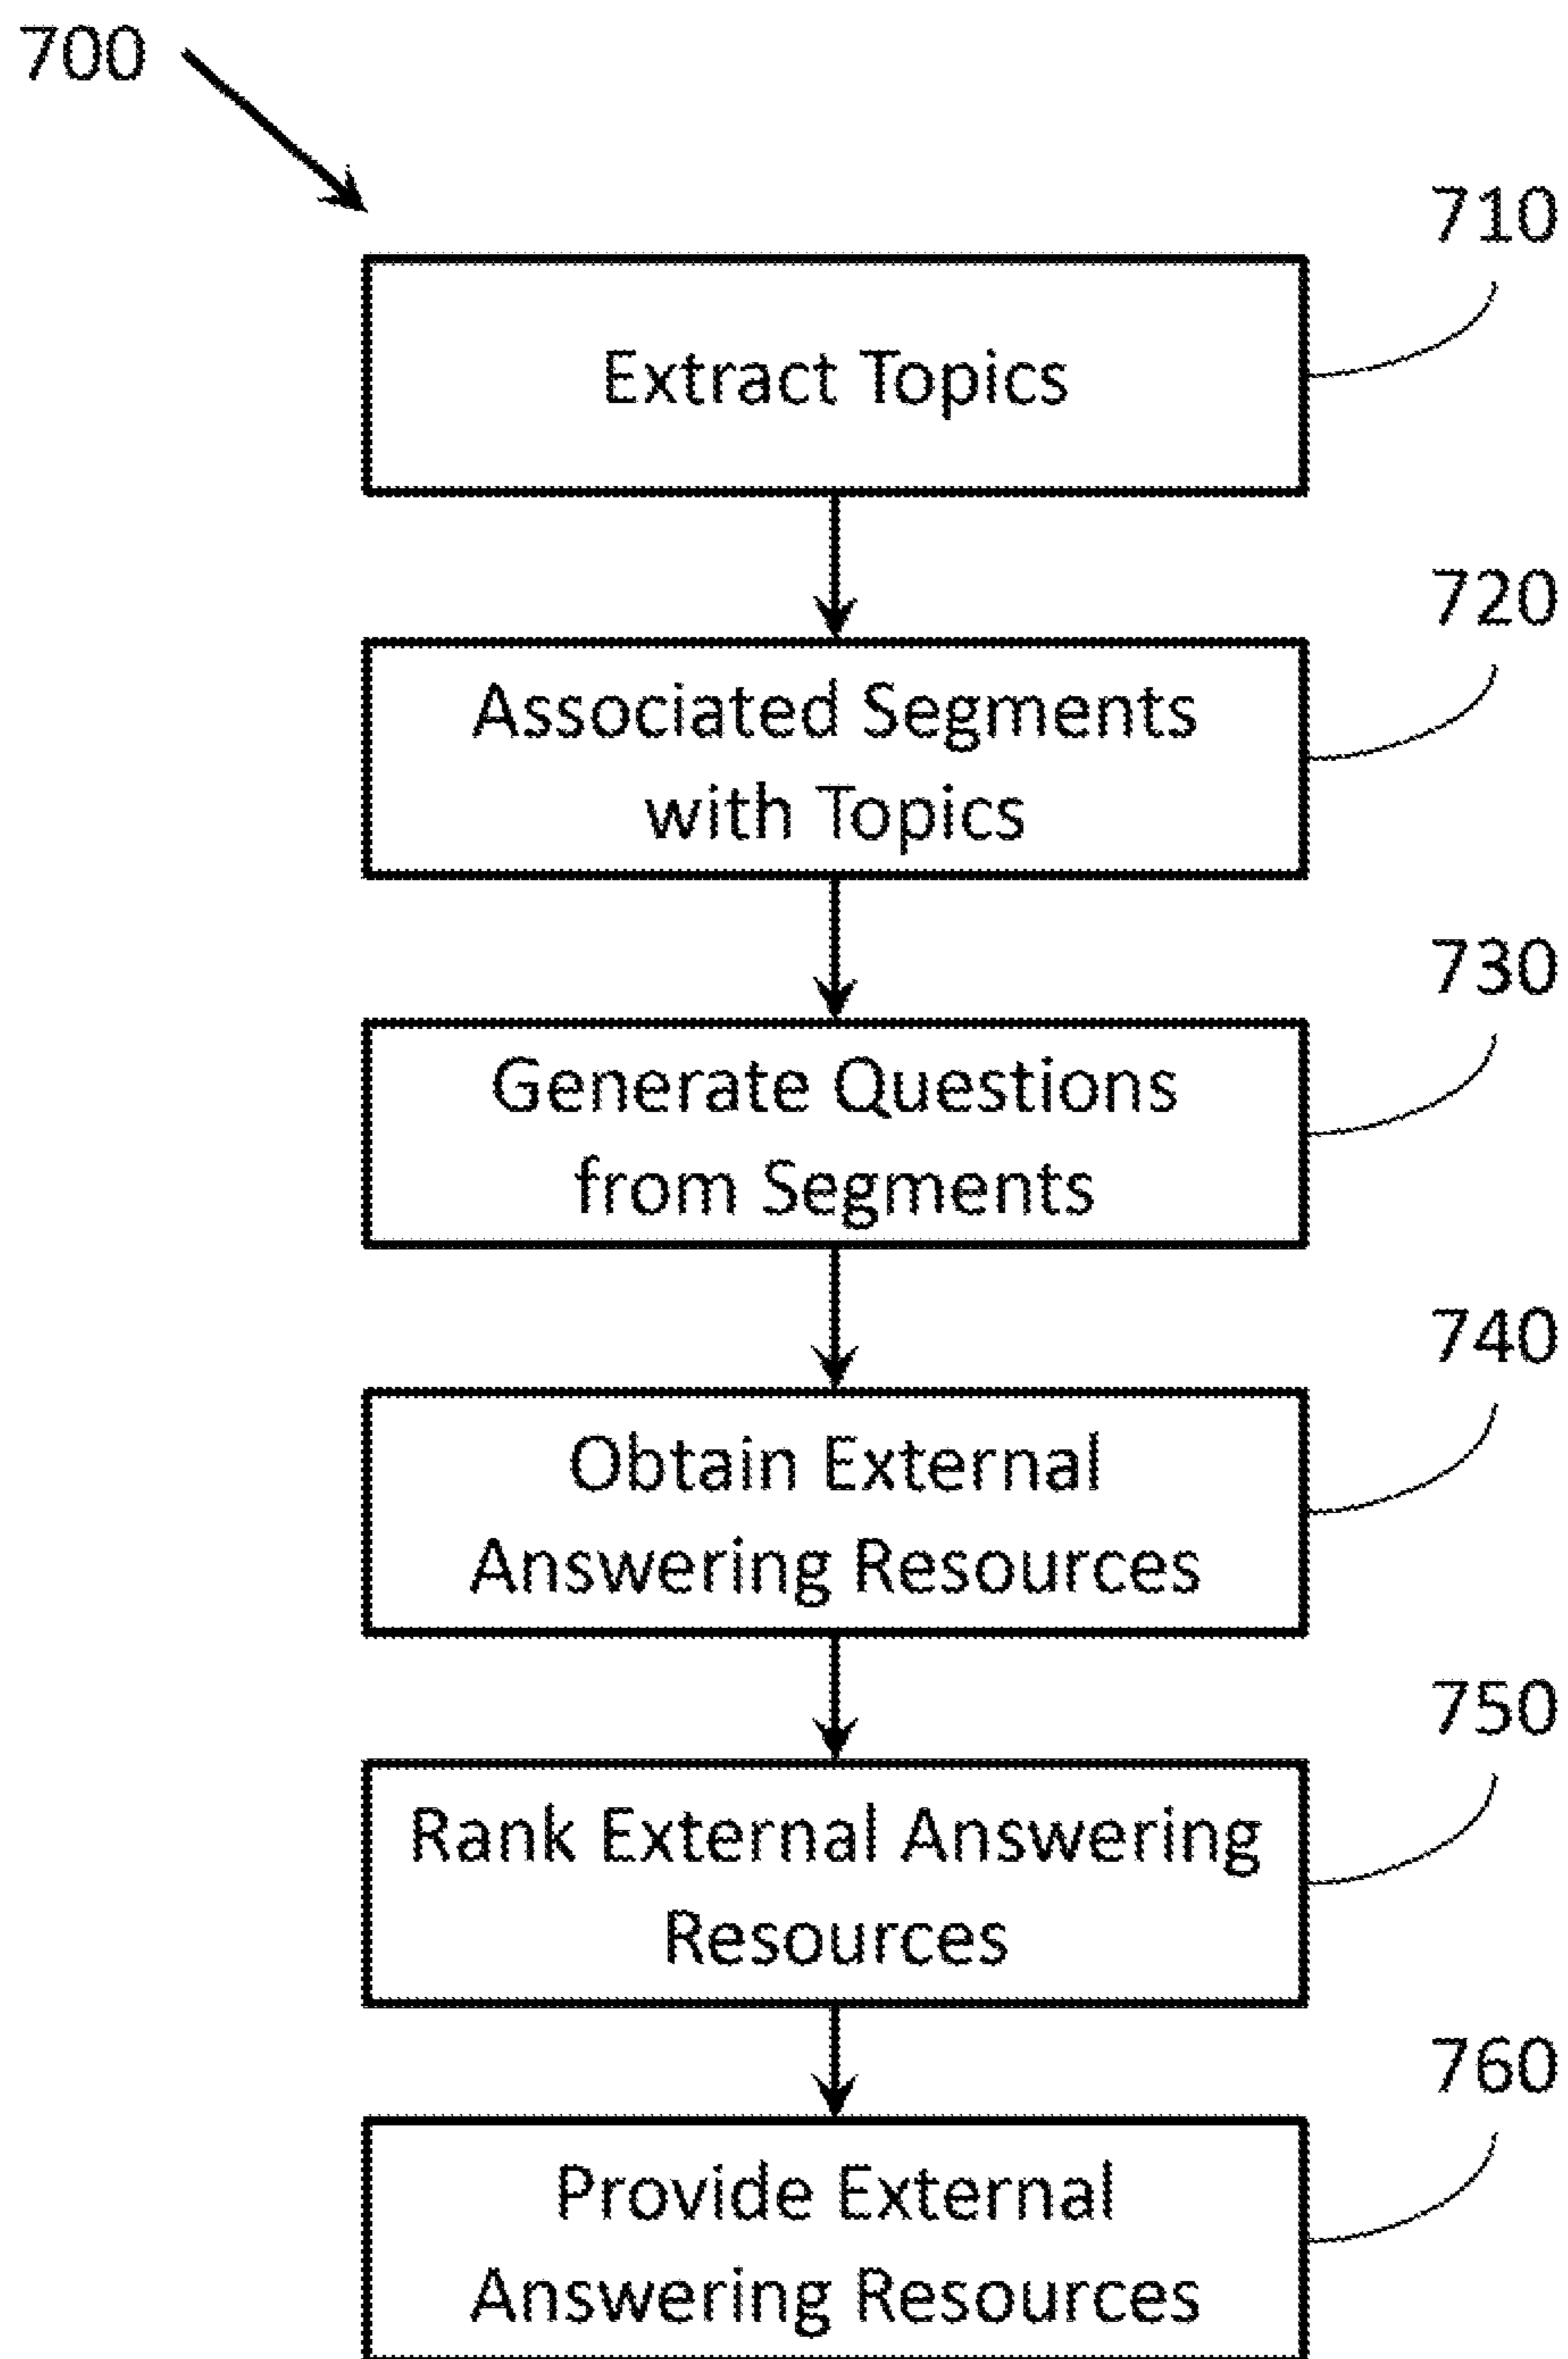 700
710
Extract Topics
720
Associated Segments
with Topics
730
Generate Questions
from Segments
740
Obtain External
Answering Resources
750
Rank External Answering
Resources
760
Provide External
Answering Resources